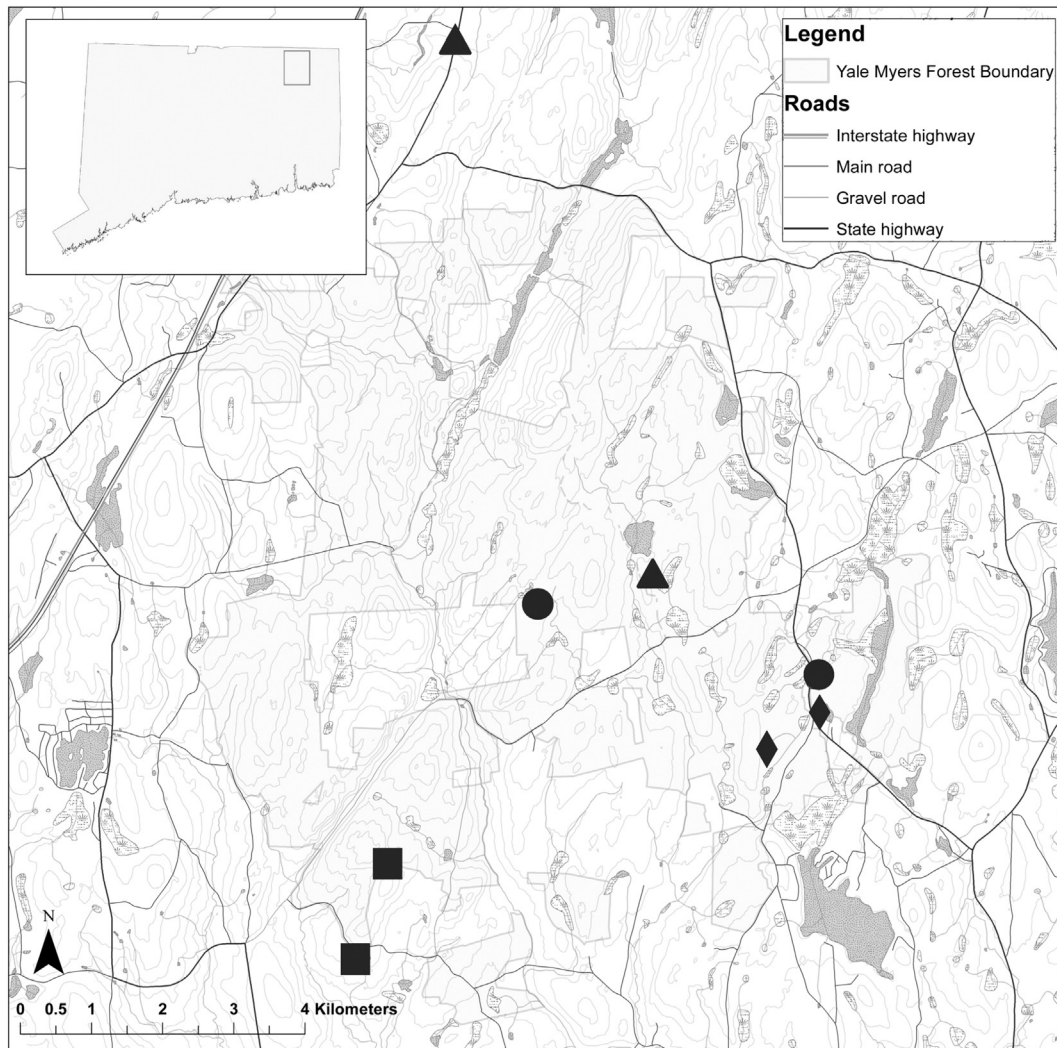 Legend
Yale Myers Forest Boundary
Roads
Interstate highway
Main road
Gravel road
State highway
N
0 0.5 1 2 3 4 Kilometers